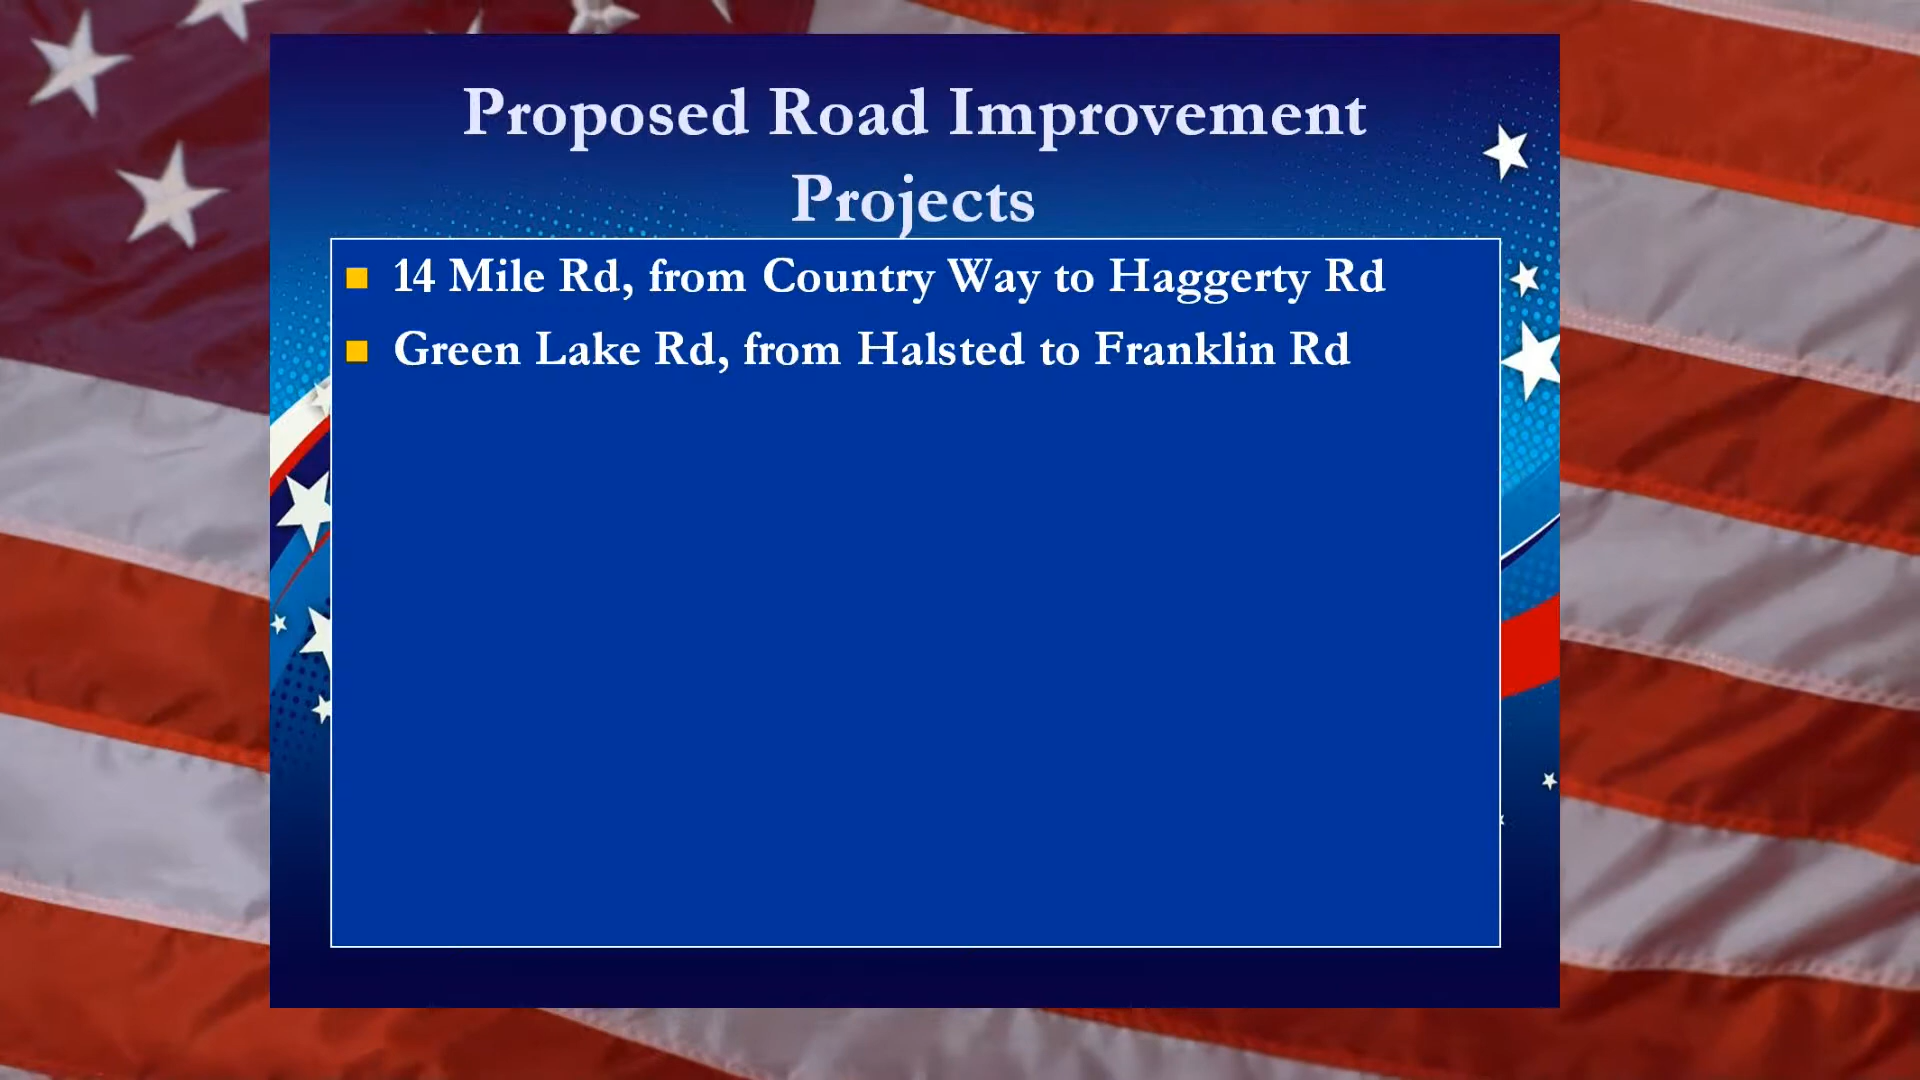 Proposed Road Improvement
Projects
14 Mile Rd, from Country Way to Haggerty Rd
Green Lake Rd, from Halsted to Franklin Rd